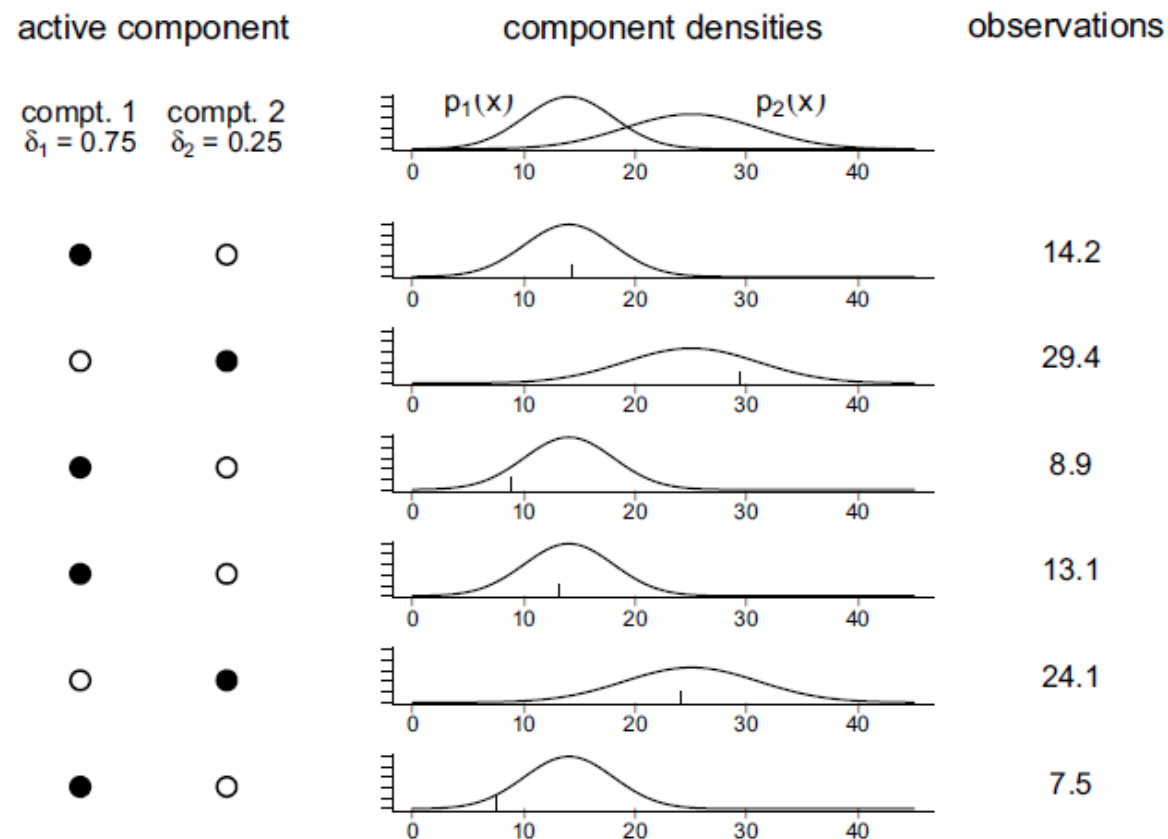 active component component densities observations
compt. 1 compt. 2 p₁(x) p₂(x)
δ₁ = 0.75 δ₂ = 0.25
0 10 20 30 40
14.2
0 10 20 30 40
29.4
0 10 20 30 40
8.9
0 10 20 30 40
13.1
0 10 20 30 40
24.1
0 10 20 30 40
7.5
0 10 20 30 40